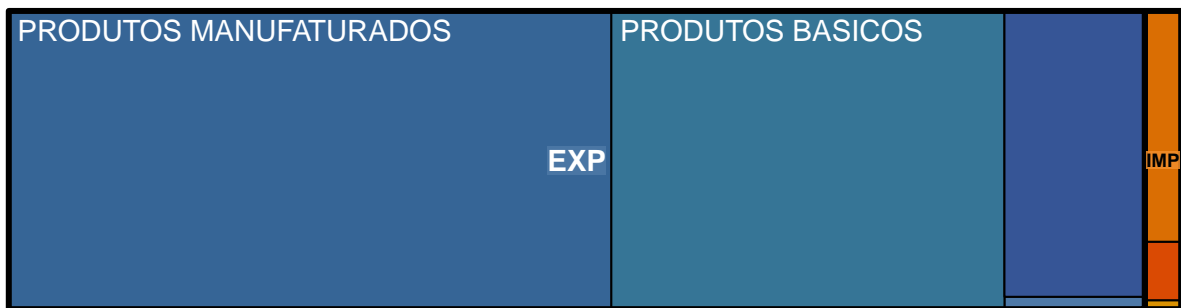 PRODUTOS MANUFATURADOS
PRODUTOS BASICOS
EXP
IMP